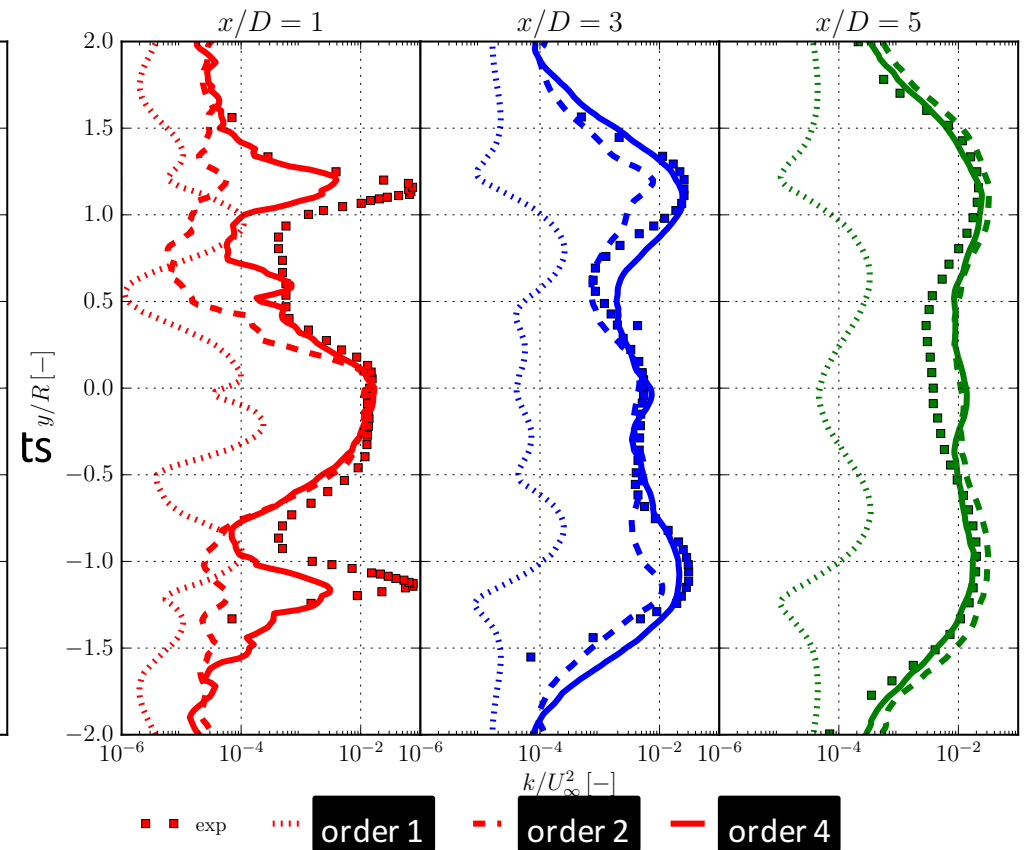 x/D = 1 x/D = 3 x/D = 5
2.0
1.5
1.0
0.5
0.0
−0.5
−1.0
−1.5
−2.0
ts
y/R [−]
10⁻⁶ 10⁻⁴ 10⁻² 10⁻⁶ 10⁻⁴ 10⁻² 10⁻⁶ 10⁻⁴ 10⁻²
k/U²∞ [−]
exp order 1 order 2 order 4